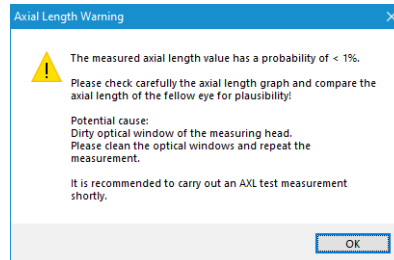 Axial Length Warning
The measured axial length value has a probability of < 1%.
Please check carefully the axial length graph and compare the
axial length of the fellow eye for plausibility!
Potential cause:
Dirty optical window of the measuring head.
Please clean the optical windows and repeat the
measurement.
It is recommended to carry out an AXL test measurement
shortly.
OK